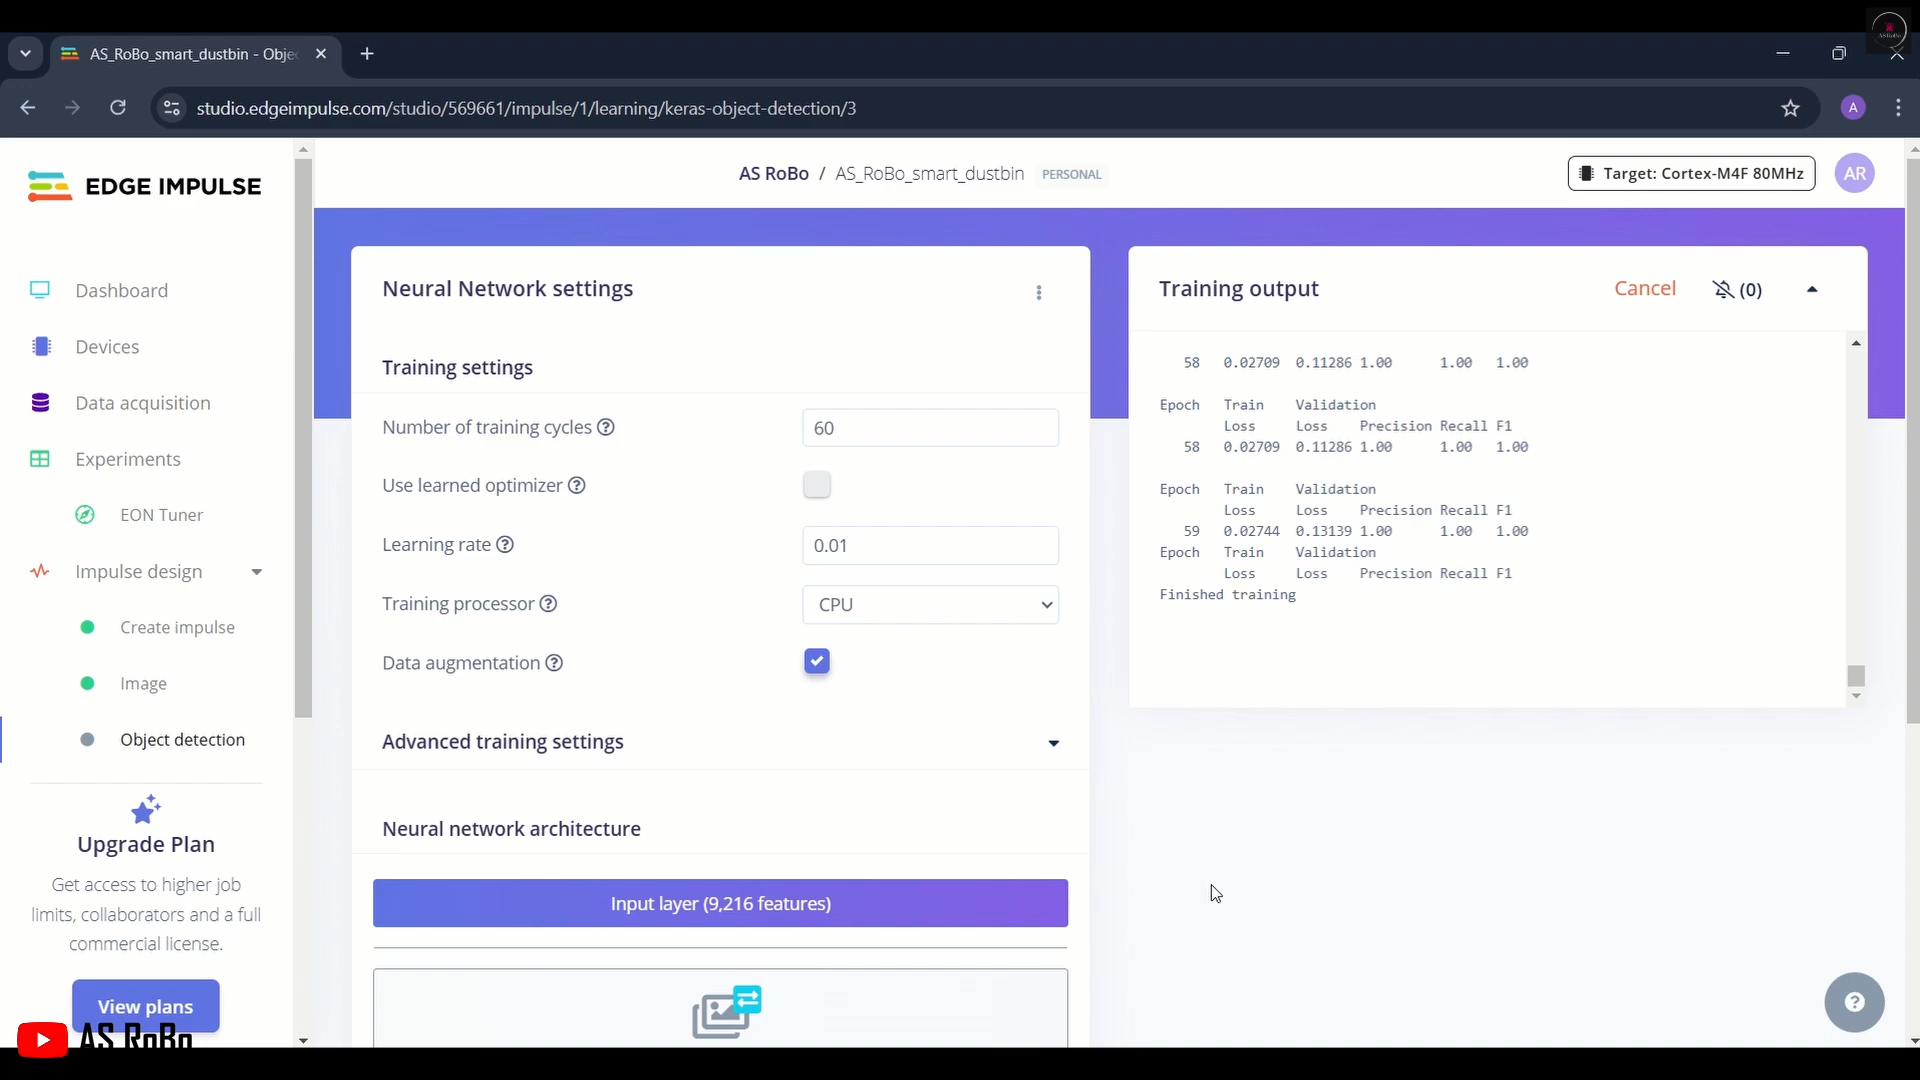 AS_RoBo_smart_dustbin - Obje
studio.edgeimpulse.com/studio/569661/impulse/1/learning/keras-object-detection/3
A
EDGE IMPULSE
AS RoBo / AS_RoBo_smart_dustbin PERSONAL
Target: Cortex-M4F 80MHz
AR
Dashboard
Devices
Data acquisition
Experiments
EON Tuner
Impulse design
Create impulse
Image
Object detection
Upgrade Plan
Get access to higher job
limits, collaborators and a full
commercial license.
View plans
AS RoBo
Neural Network settings
Training settings
Number of training cycles ? 60
Use learned optimizer ?
Learning rate ? 0.01
Training processor ? CPU
Data augmentation ?
Advanced training settings
Neural network architecture
Input layer (9,216 features)
Training output Cancel (0)
58 0.02709 0.11286 1.00 1.00 1.00
Epoch Train Validation
Loss Loss Precision Recall F1
58 0.02709 0.11286 1.00 1.00 1.00
Epoch Train Validation
Loss Loss Precision Recall F1
59 0.02744 0.13139 1.00 1.00 1.00
Epoch Train Validation
Loss Loss Precision Recall F1
Finished training
?